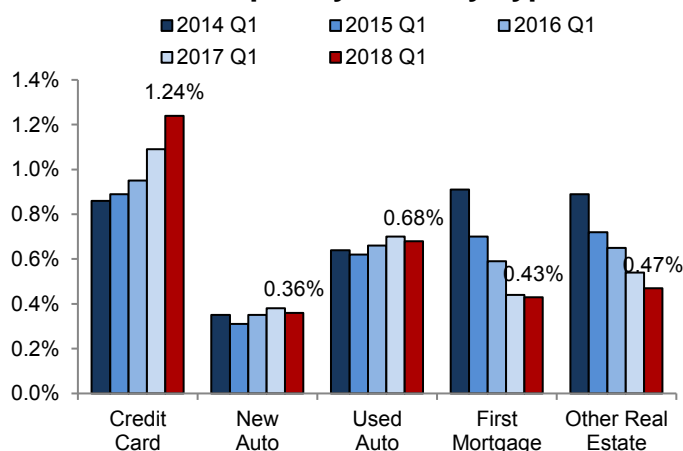 2014 Q1 2015 Q1 2016 Q1
2017 Q1 2018 Q1
1.4%
1.2%
1.0%
0.8%
0.6%
0.4%
0.2%
0.0%
1.24%
0.36%
0.68%
0.43%
0.47%
Credit
Card
New
Auto
Used
Auto
First
Mortgage
Other Real
Estate